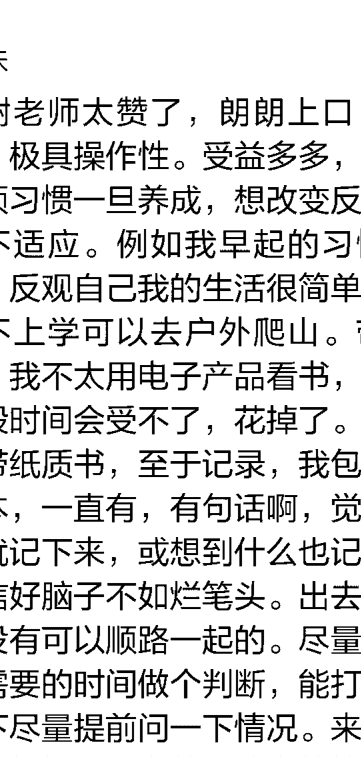 老师太赞了，朗朗上口
极具操作性。受益多多，
习惯一旦养成，想改变反
不适应。例如我早起的习
反观自己我的生活很简单
不上学可以去户外爬山。
我不太用电子产品看书，
时间会受不了，花掉了。
带纸质书，至于记录，我包
本，一直有，有句话啊，觉
就记下来，或想到什么也记
好脑子不如烂笔头。出去
没有可以顺路一起的。尽量
需要的时间做个判断，能打
下尽量提前问一下情况。来